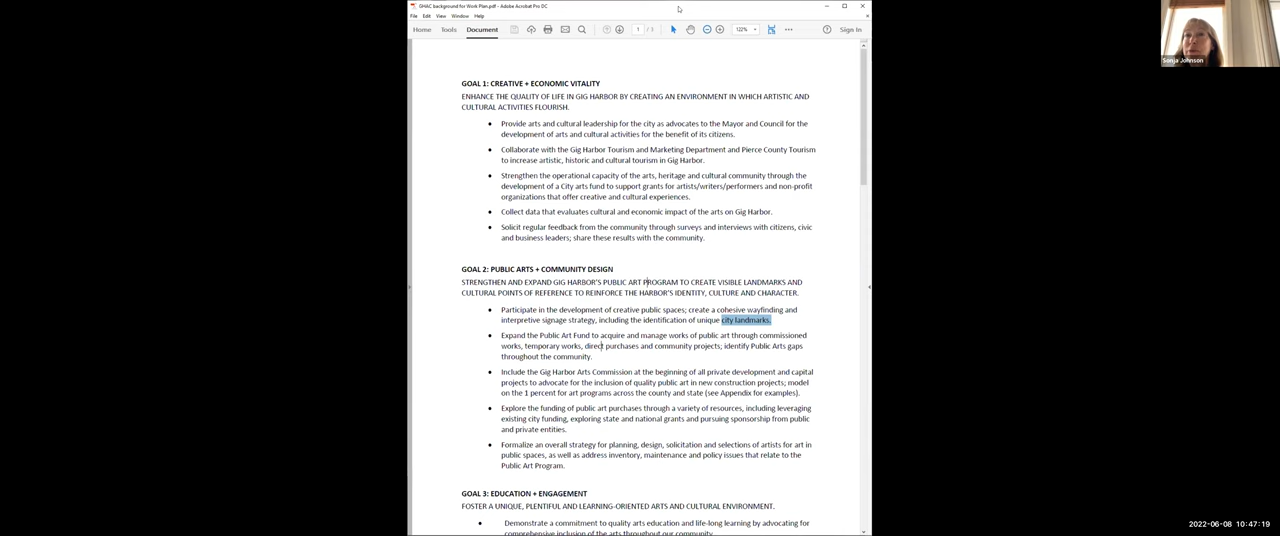 GHAC background for Work Plan.pdf - Adobe Acrobat Pro DC
File Edit View Window Help
Home Tools Document 1 / 3 122% Sign In
Sonja Johnson
GOAL 1: CREATIVE + ECONOMIC VITALITY
ENHANCE THE QUALITY OF LIFE IN GIG HARBOR BY CREATING AN ENVIRONMENT IN WHICH ARTISTIC AND
CULTURAL ACTIVITIES FLOURISH.
• Provide arts and cultural leadership for the city as advocates to the Mayor and Council for the
development of arts and cultural activities for the benefit of its citizens.
• Collaborate with the Gig Harbor Tourism and Marketing Department and Pierce County Tourism
to increase artistic, historic and cultural tourism in Gig Harbor.
• Strengthen the operational capacity of the arts, heritage and cultural community through the
development of a City arts fund to support grants for artists/writers/performers and non-profit
organizations that offer creative and cultural experiences.
• Collect data that evaluates cultural and economic impact of the arts on Gig Harbor.
• Solicit regular feedback from the community through surveys and interviews with citizens, civic
and business leaders; share these results with the community.
GOAL 2: PUBLIC ARTS + COMMUNITY DESIGN
STRENGTHEN AND EXPAND GIG HARBOR'S PUBLIC ART PROGRAM TO CREATE VISIBLE LANDMARKS AND
CULTURAL POINTS OF REFERENCE TO REINFORCE THE HARBOR'S IDENTITY, CULTURE AND CHARACTER.
• Participate in the development of creative public spaces; create a cohesive wayfinding and
interpretive signage strategy, including the identification of unique city landmarks.
• Expand the Public Art Fund to acquire and manage works of public art through commissioned
works, temporary works, direct purchases and community projects; identify Public Arts gaps
throughout the community.
• Include the Gig Harbor Arts Commission at the beginning of all private development and capital
projects to advocate for the inclusion of quality public art in new construction projects; model
on the 1 percent for art programs across the county and state (see Appendix for examples).
• Explore the funding of public art purchases through a variety of resources, including leveraging
existing city funding, exploring state and national grants and pursuing sponsorship from public
and private entities.
• Formalize an overall strategy for planning, design, solicitation and selections of artists for art in
public spaces, as well as address inventory, maintenance and policy issues that relate to the
Public Art Program.
GOAL 3: EDUCATION + ENGAGEMENT
FOSTER A UNIQUE, PLENTIFUL AND LEARNING-ORIENTED ARTS AND CULTURAL ENVIRONMENT.
• Demonstrate a commitment to quality arts education and life-long learning by advocating for
comprehensive inclusion of the arts throughout our community.
2022-06-08 10:47:19